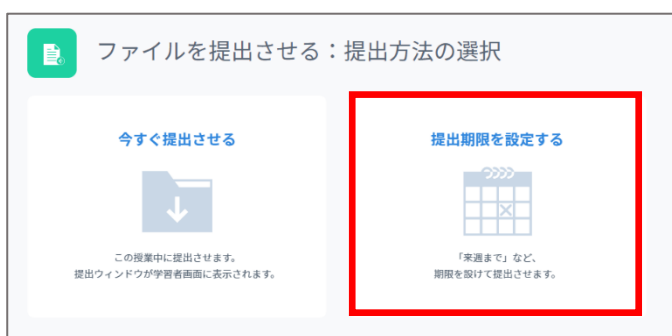 ファイルを提出させる：提出方法の選択
今すぐ提出させる
この授業中に提出させます。
提出ウィンドウが学習者画面に表示されます。
提出期限を設定する
「来週まで」など、
期限を設けて提出させます。